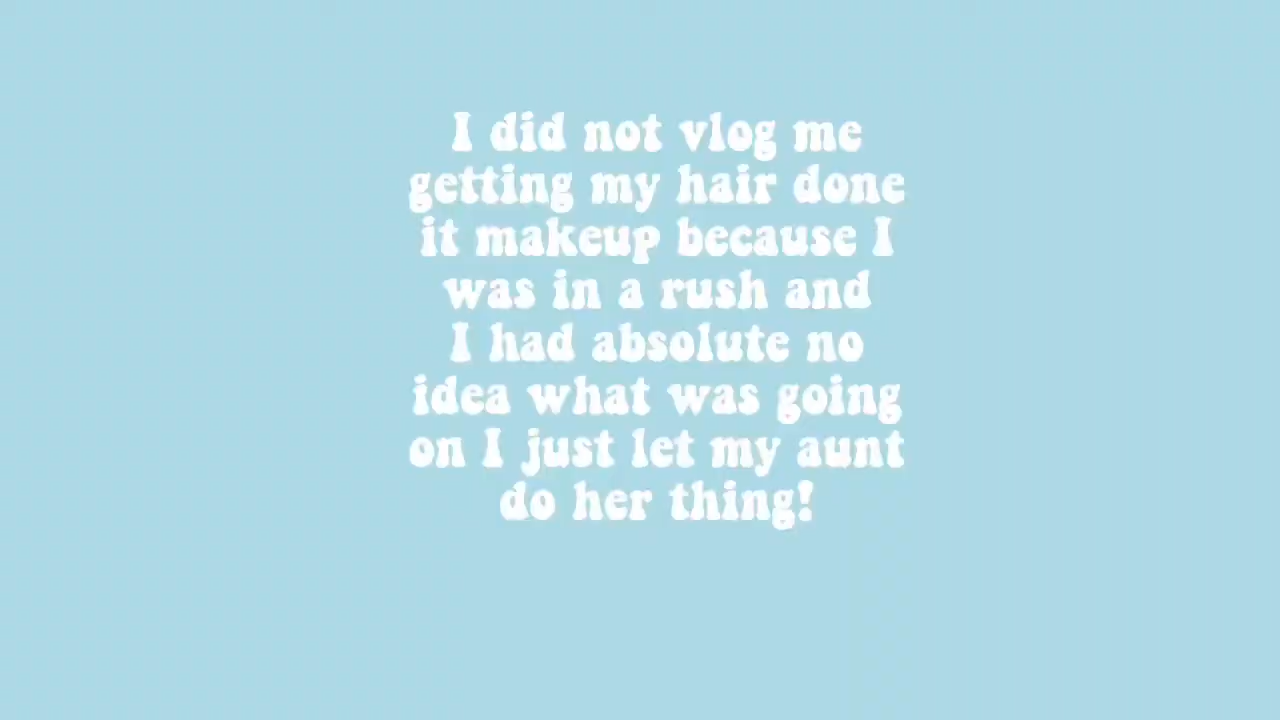 I did not vlog me
getting my hair done
it makeup because I
was in a rush and
I had absolute no
idea what was going
on I just let my aunt
do her thing!